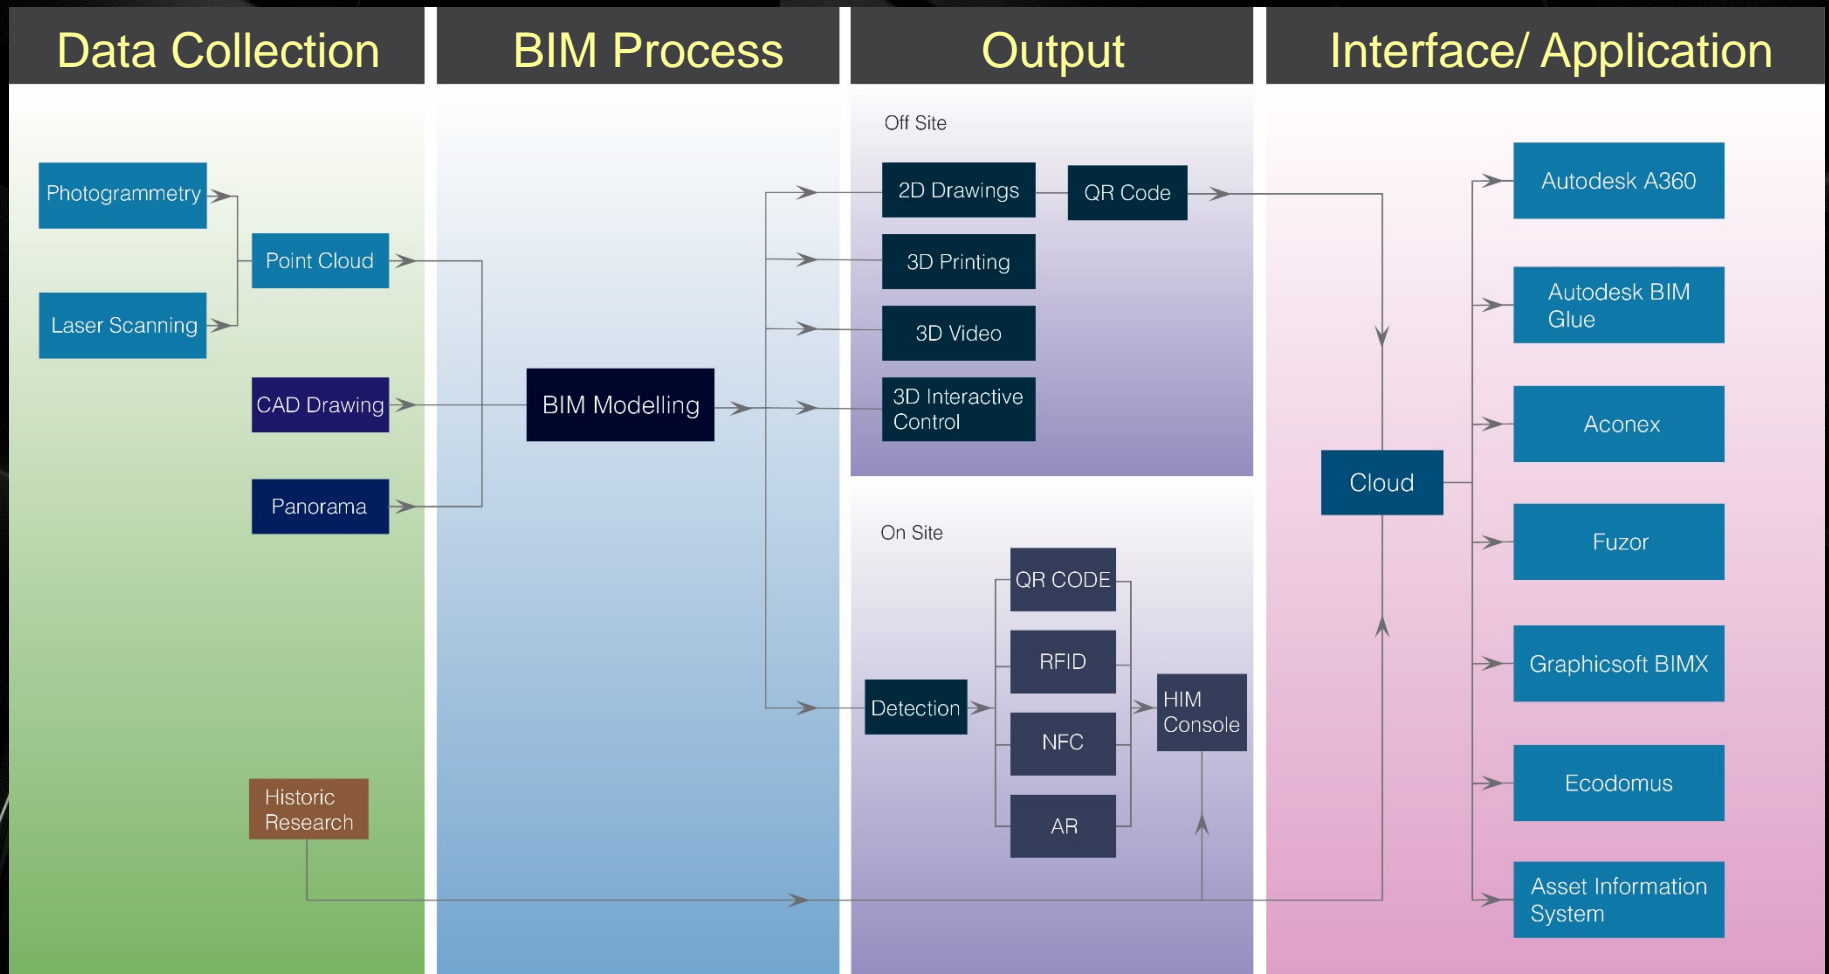 Data Collection
BIM Process
Output
Interface/ Application
Photogrammetry
Laser Scanning
Point Cloud
CAD Drawing
Panorama
Historic
Research
BIM Modelling
Off Site
2D Drawings
QR Code
3D Printing
3D Video
3D Interactive
Control
On Site
Detection
QR CODE
RFID
NFC
AR
HIM
Console
Cloud
Autodesk A360
Autodesk BIM
Glue
Aconex
Fuzor
Graphicsoft BIMX
Ecodomus
Asset Information
System